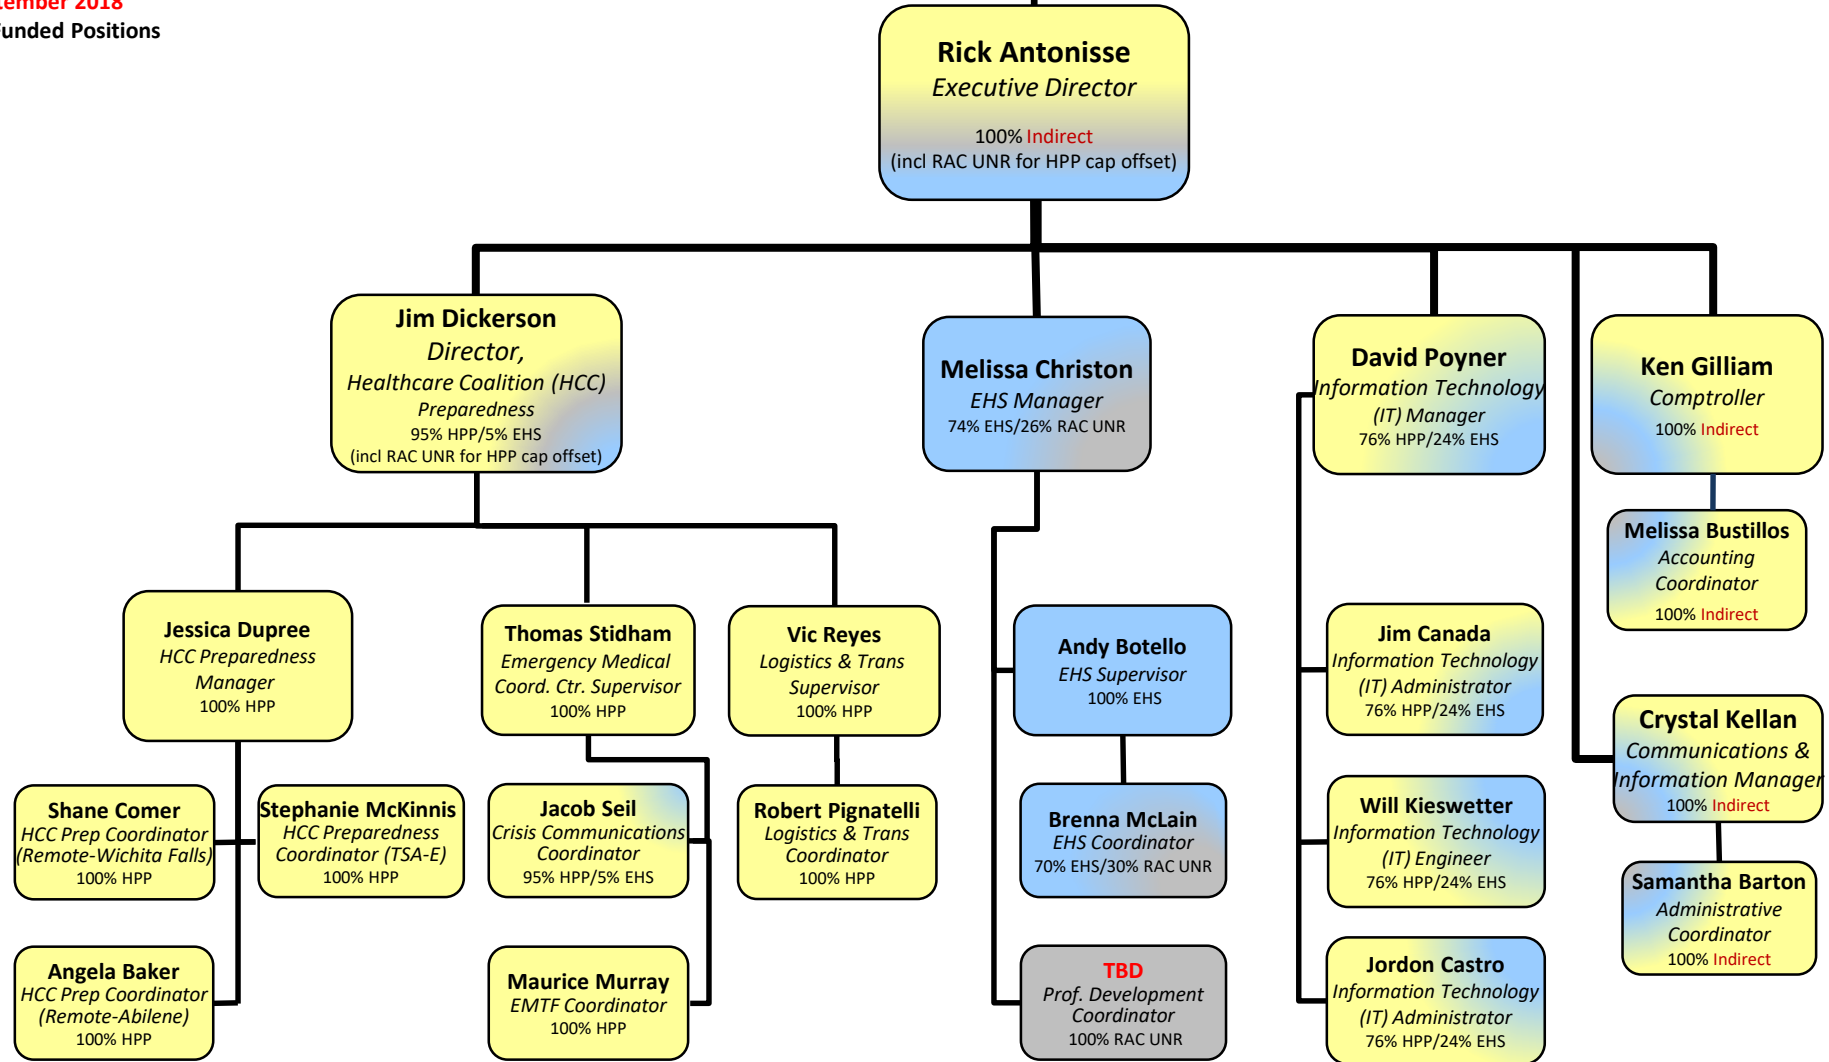 2018
Funded Positions
Rick Antonisse
Executive Director
100% Indirect
(incl RAC UNR for HPP cap offset)
Jim Dickerson
Director,
Healthcare Coalition (HCC)
Preparedness
95% HPP/5% EHS
(incl RAC UNR for HPP cap offset)
Melissa Christon
EHS Manager
74% EHS/26% RAC UNR
David Poyner
Information Technology
(IT) Manager
76% HPP/24% EHS
Ken Gilliam
Comptroller
100% Indirect
Melissa Bustillos
Accounting
Coordinator
100% Indirect
Jessica Dupree
HCC Preparedness
Manager
100% HPP
Thomas Stidham
Emergency Medical
Coord. Ctr. Supervisor
100% HPP
Vic Reyes
Logistics & Trans
Supervisor
100% HPP
Andy Botello
EHS Supervisor
100% EHS
Jim Canada
Information Technology
(IT) Administrator
76% HPP/24% EHS
Crystal Kellan
Communications &
Information Manager
100% Indirect
Shane Comer
HCC Prep Coordinator
(Remote-Wichita Falls)
100% HPP
Stephanie McKinnis
HCC Preparedness
Coordinator (TSA-E)
100% HPP
Jacob Seil
Crisis Communications
Coordinator
95% HPP/5% EHS
Robert Pignatelli
Logistics & Trans
Coordinator
100% HPP
Brenna McLain
EHS Coordinator
70% EHS/30% RAC UNR
Will Kieswetter
Information Technology
(IT) Engineer
76% HPP/24% EHS
Samantha Barton
Administrative
Coordinator
100% Indirect
Angela Baker
HCC Prep Coordinator
(Remote-Abilene)
100% HPP
Maurice Murray
EMTF Coordinator
100% HPP
TBD
Prof. Development
Coordinator
100% RAC UNR
Jordon Castro
Information Technology
(IT) Administrator
76% HPP/24% EHS